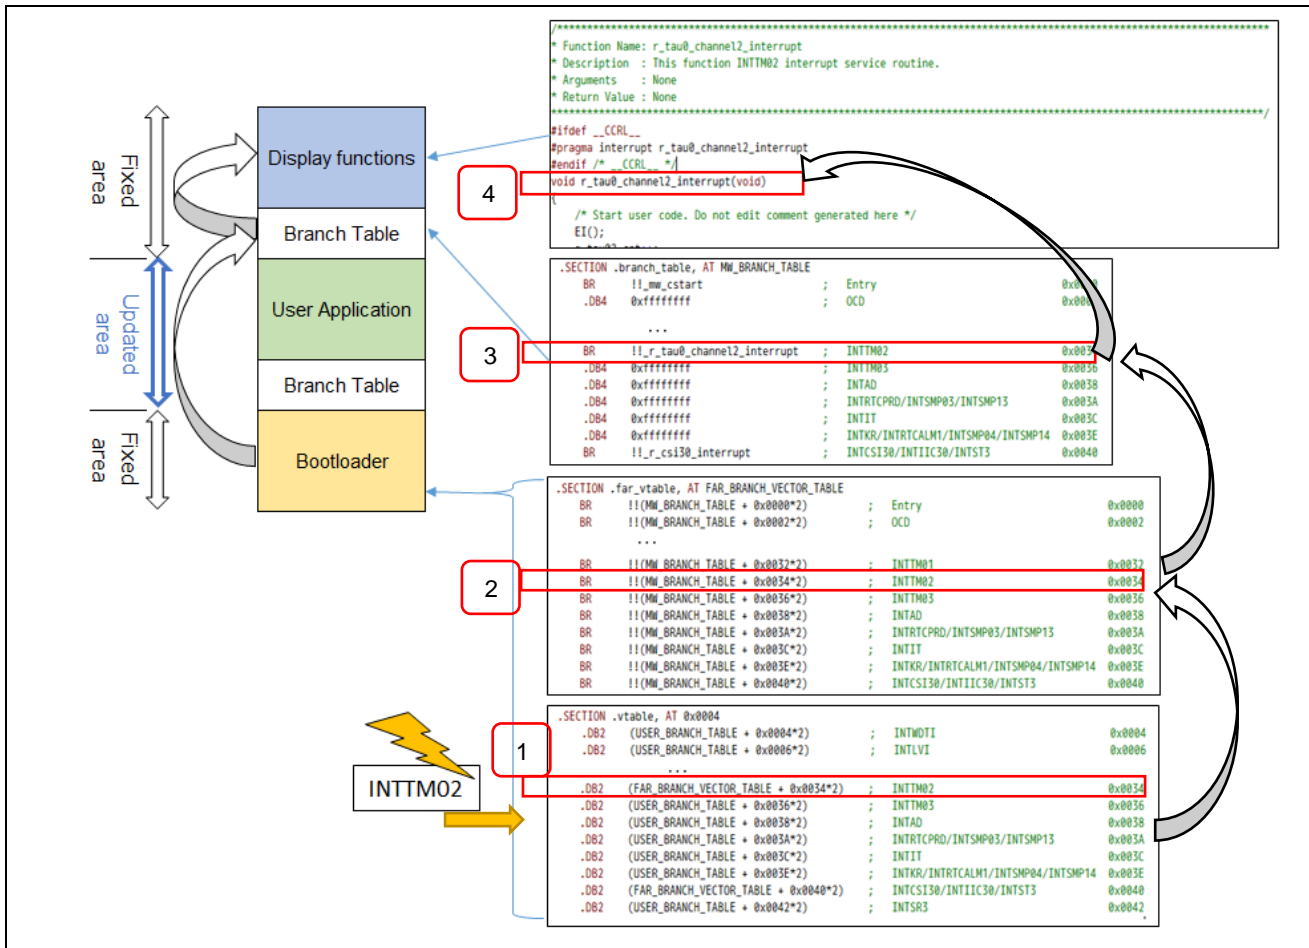 Fixed
area
Updated
area
Fixed
area
Display functions
Branch Table
User Application
Branch Table
Bootloader
INTTM02
4
/************************
* Function Name: r_tau0_channel2_interrupt
* Description  : This function INTTM02 interrupt service routine.
* Arguments    : None
* Return Value : None
************************/
#ifdef __CCRL__
#pragma interrupt r_tau0_channel2_interrupt
#endif /* __CCRL__ */
void r_tau0_channel2_interrupt(void)
{
/* Start user code. Do not edit comment generated here */
EI();
3
.SECTION .branch_table, AT MW_BRANCH_TABLE
BR !!_mw_cstart ; Entry
.DB4 0xffffffff ; OCD
...
BR !!_r_tau0_channel2_interrupt ; INTTM02
.DB4 0xffffffff ; INTTM03 0x0036
.DB4 0xffffffff ; INTAD 0x0038
.DB4 0xffffffff ; INTRTCPRD/INTSMP03/INTSMP13 0x003A
.DB4 0xffffffff ; INTIT 0x003C
.DB4 0xffffffff ; INTKR/INTRTCALM1/INTSMP04/INTSMP14 0x003E
BR !!_r_csi30_interrupt ; INTCSI30/INTIIC30/INTST3 0x0040
2
.SECTION .far_vtable, AT FAR_BRANCH_VECTOR_TABLE
BR !!(MW_BRANCH_TABLE + 0x0000*2) ; Entry 0x0000
BR !!(MW_BRANCH_TABLE + 0x0002*2) ; OCD 0x0002
...
BR !!(MW_BRANCH_TABLE + 0x0032*2) ; INTTM01 0x0032
BR !!(MW_BRANCH_TABLE + 0x0034*2) ; INTTM02 0x0034
BR !!(MW_BRANCH_TABLE + 0x0036*2) ; INTTM03 0x0036
BR !!(MW_BRANCH_TABLE + 0x0038*2) ; INTAD 0x0038
BR !!(MW_BRANCH_TABLE + 0x003A*2) ; INTRTCPRD/INTSMP03/INTSMP13 0x003A
BR !!(MW_BRANCH_TABLE + 0x003C*2) ; INTIT 0x003C
BR !!(MW_BRANCH_TABLE + 0x003E*2) ; INTKR/INTRTCALM1/INTSMP04/INTSMP14 0x003E
BR !!(MW_BRANCH_TABLE + 0x0040*2) ; INTCSI30/INTIIC30/INTST3 0x0040
1
.SECTION .vtable, AT 0x0004
.DB2 (USER_BRANCH_TABLE + 0x0004*2) ; INTWDTI 0x0004
.DB2 (USER_BRANCH_TABLE + 0x0006*2) ; INTLVI 0x0006
...
.DB2 (FAR_BRANCH_VECTOR_TABLE + 0x0034*2) ; INTTM02 0x0034
.DB2 (USER_BRANCH_TABLE + 0x0036*2) ; INTTM03 0x0036
.DB2 (USER_BRANCH_TABLE + 0x0038*2) ; INTAD 0x0038
.DB2 (USER_BRANCH_TABLE + 0x003A*2) ; INTRTCPRD/INTSMP03/INTSMP13 0x003A
.DB2 (USER_BRANCH_TABLE + 0x003C*2) ; INTIT 0x003C
.DB2 (USER_BRANCH_TABLE + 0x003E*2) ; INTKR/INTRTCALM1/INTSMP04/INTSMP14 0x003E
.DB2 (FAR_BRANCH_VECTOR_TABLE + 0x0040*2) ; INTCSI30/INTIIC30/INTST3 0x0040
.DB2 (USER_BRANCH_TABLE + 0x0042*2) ; INTSR3 0x0042